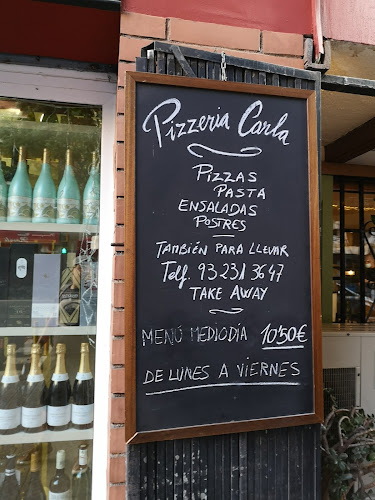 Pizzeria Carla
PIZZAS
PASTA
ENSALADAS
POSTRES
TAMBIÉN PARA LLEVAR
Telf. 93 231 36 47
TAKE AWAY
MENÚ MEDIODÍA 10'50€
DE LUNES A VIERNES